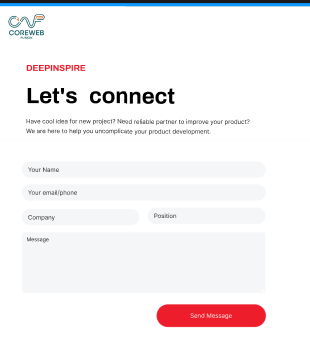 COREWEB
FUSION
DEEPINSPIRE
Let's connect
Have cool idea for new project? Need reliable partner to improve your product?
We are here to help you uncomplicate your product development.
Your Name
Your email/phone
Company
Position
Message
Send Message